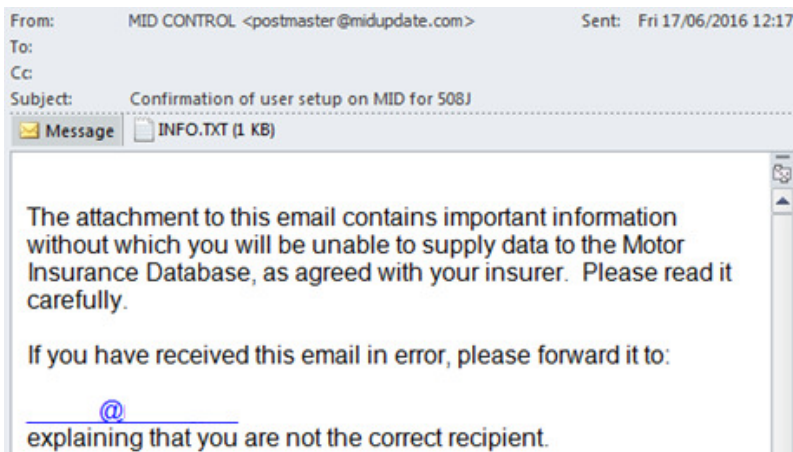 From: MID CONTROL <postmaster@midupdate.com> Sent: Fri 17/06/2016 12:17
To:
Cc:
Subject: Confirmation of user setup on MID for 508J
Message INFO.TXT (1 KB)
The attachment to this email contains important information
without which you will be unable to supply data to the Motor
Insurance Database, as agreed with your insurer. Please read it
carefully.
If you have received this email in error, please forward it to:
@
explaining that you are not the correct recipient.